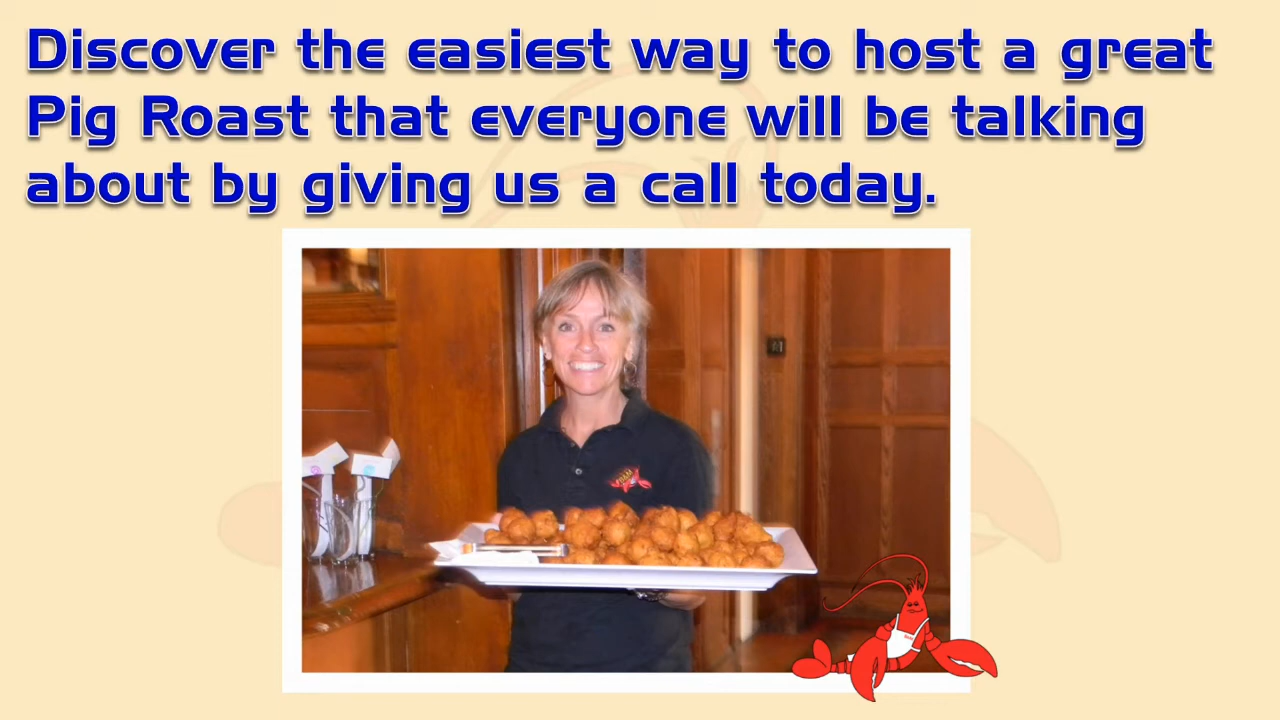 Discover the easiest way to host a great
Pig Roast that everyone will be talking
about by giving us a call today.